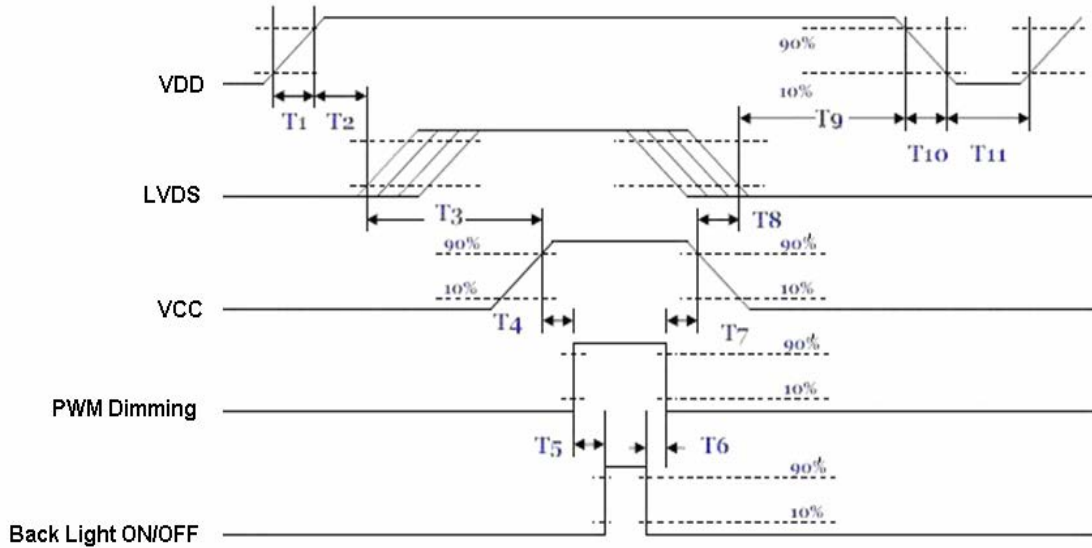 90%
VDD
10%
T1 T2 T9
T10 T11
LVDS
T3 T8
90% 90%
10% 10%
VCC
T4 T7
90%
10%
PWM Dimming
T5 T6
90%
10%
Back Light ON/OFF